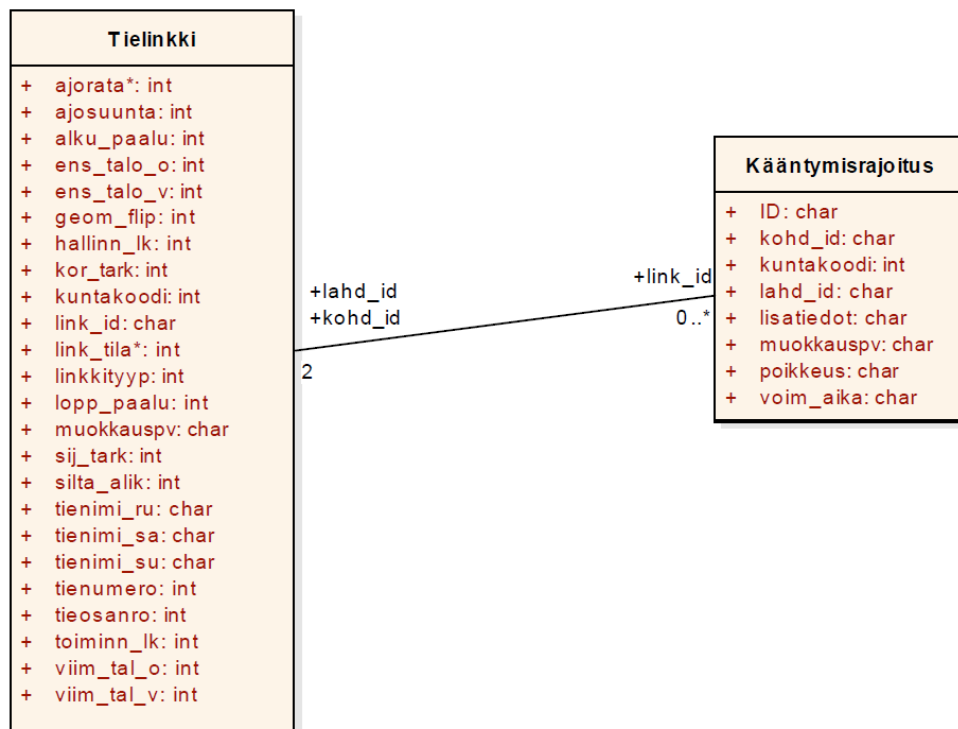 Tielinkki
+ ajorata*: int
+ ajosuunta: int
+ alku_paalu: int
+ ens_talo_o: int
+ ens_talo_v: int
+ geom_flip: int
+ hallinn_lk: int
+ kor_tark: int
+ kuntakoodi: int
+ link_id: char
+ link_tila*: int
+ linkkityyp: int
+ lopp_paalu: int
+ muokkauspv: char
+ sij_tark: int
+ silta_alik: int
+ tienimi_ru: char
+ tienimi_sa: char
+ tienimi_su: char
+ tienumero: int
+ tieosanro: int
+ toiminn_lk: int
+ viim_tal_o: int
+ viim_tal_v: int
+lahd_id
+kohd_id
2
+link_id
0..*
Kääntymisrajoitus
+ ID: char
+ kohd_id: char
+ kuntakoodi: int
+ lahd_id: char
+ lisatiedot: char
+ muokkauspv: char
+ poikkeus: char
+ voim_aika: char